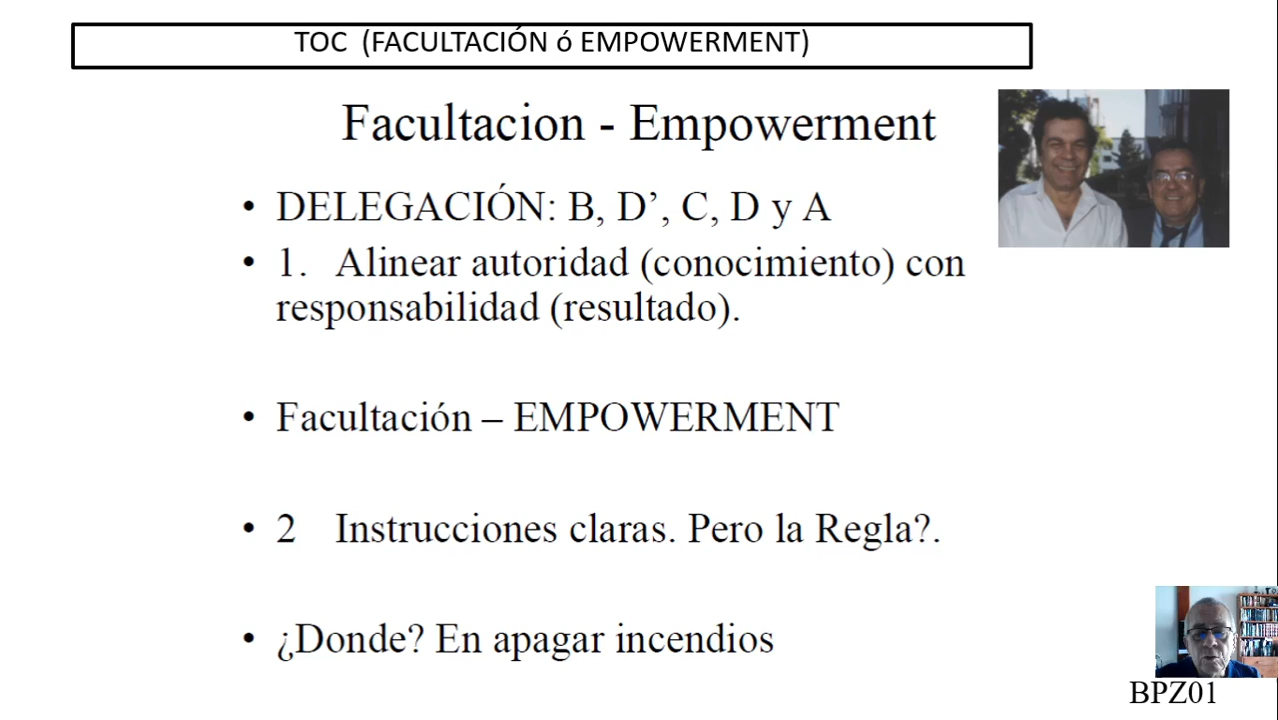 TOC (FACULTACIÓN ó EMPOWERMENT)
Facultacion - Empowerment
• DELEGACIÓN: B, D’, C, D y A
• 1. Alinear autoridad (conocimiento) con
responsabilidad (resultado).
• Facultación – EMPOWERMENT
• 2 Instrucciones claras. Pero la Regla?.
• ¿Donde? En apagar incendios
BPZ01